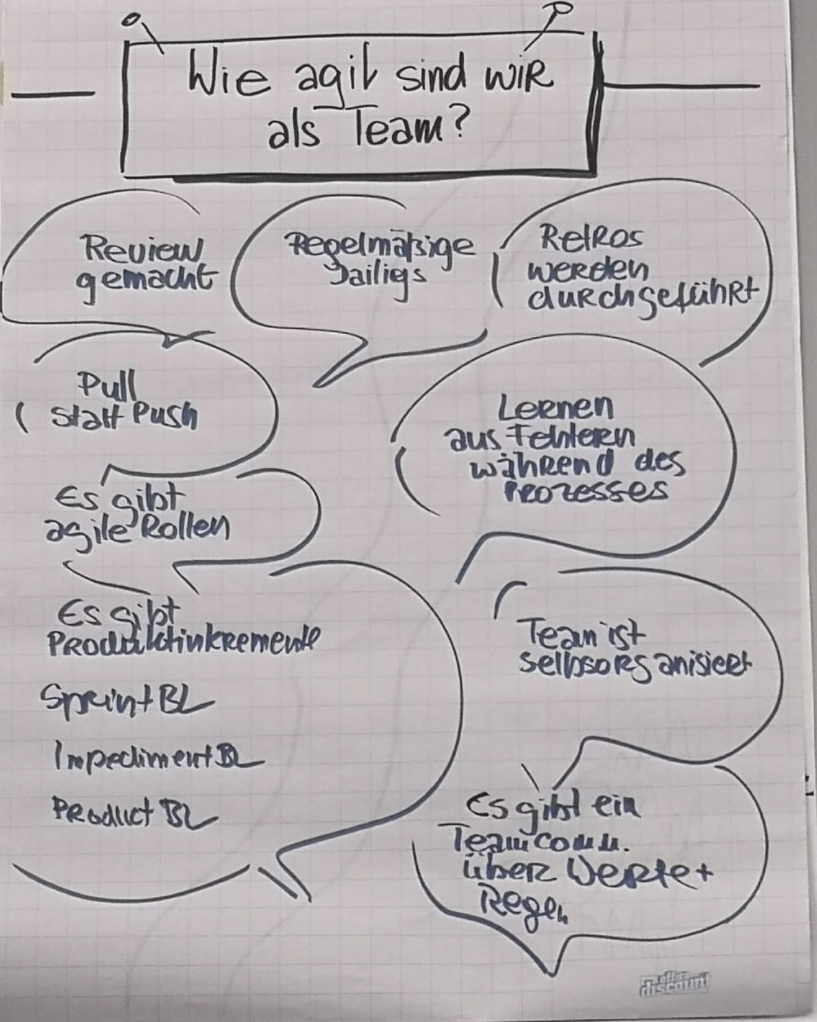 Wie agil sind wir
als Team?
Review
gemacht
Regelmäßige
Dailigs
RetRos
werden
durchgeführt
Pull
statt Push
Lernen
aus Fehlern
während des
Prozesses
Es gibt
agile Rollen
Es gibt
Produktinkremente
Sprint BL
Impediment BL
Product BL
Team ist
selbsorganisiert
Es gibt ein
Teamcomm.
über Werte +
Regeln
office
discount